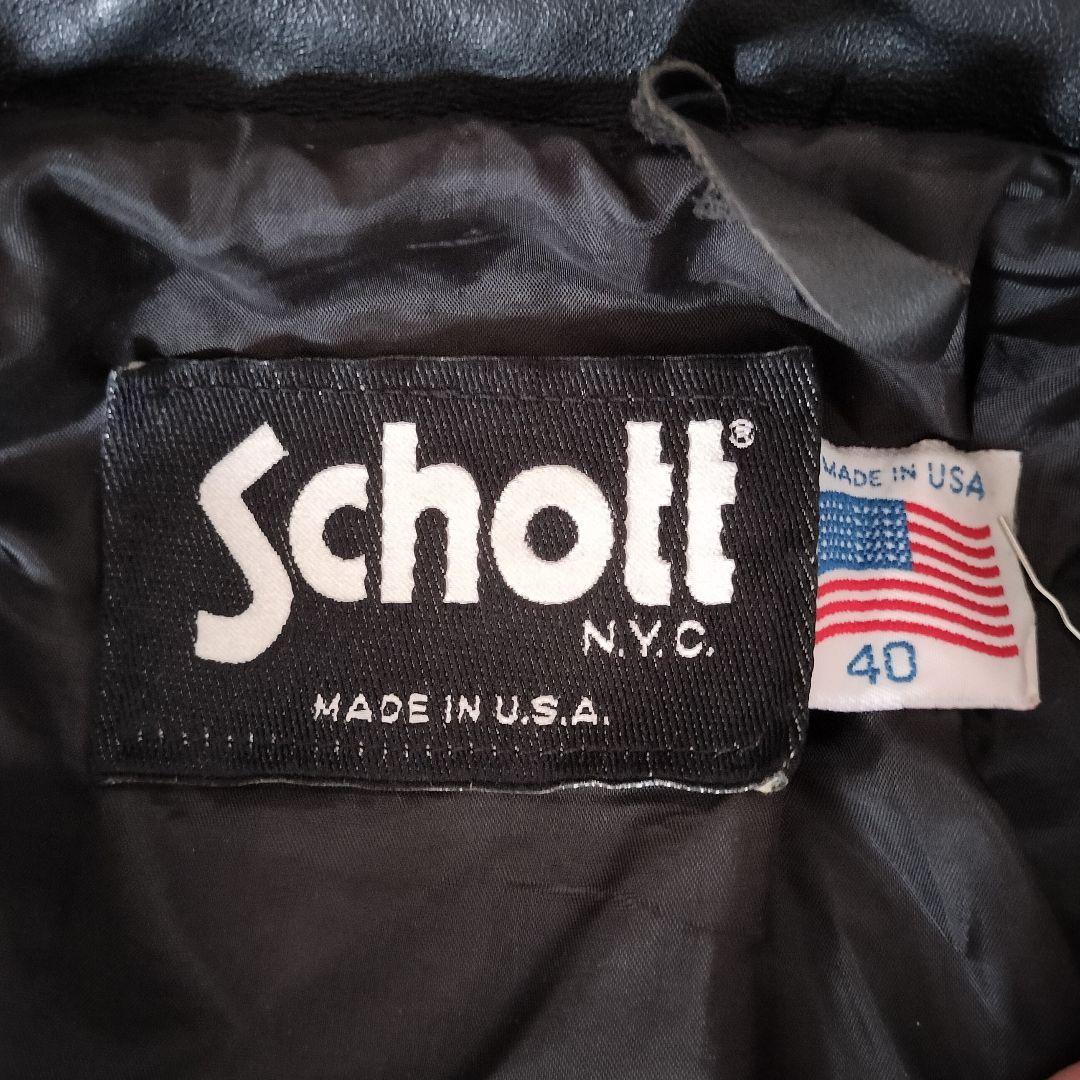 Schott®
N.Y.C.
MADE IN U.S.A.
MADE IN USA
40